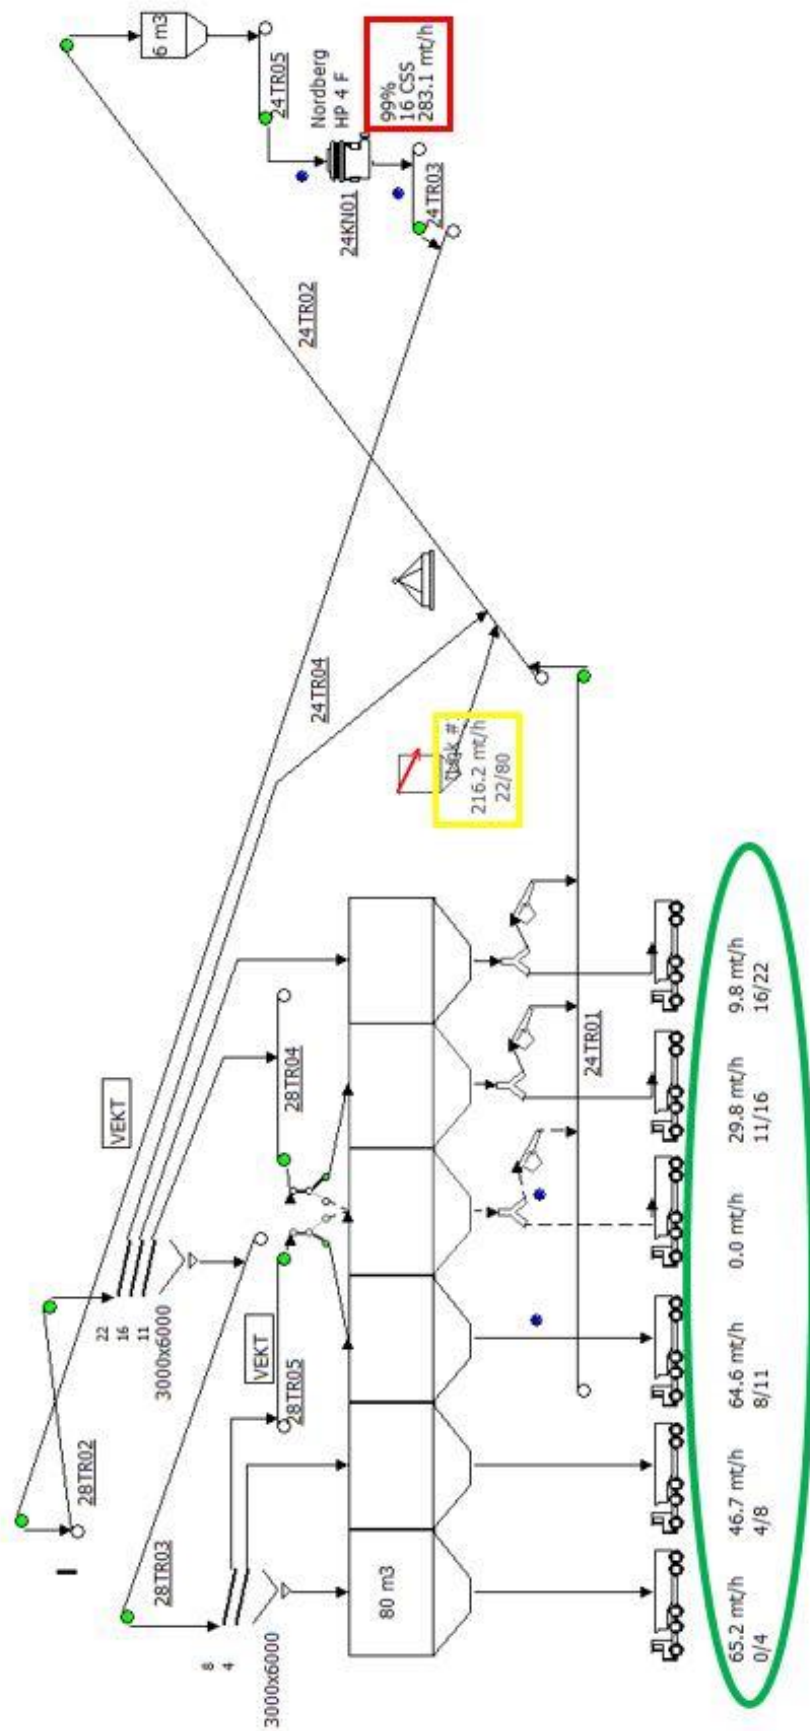 28TR02
VEKT
24TR04
24TR02
6 m3
24TR05
Nordberg
HP 4 F
99%
16 CSS
283.1 mt/h
24KN01
24TR03
22
16
11
3000x6000
28TR03
8
4
3000x6000
VEKT
28TR05
28TR04
80 m3
216.2 mt/h
22/80
24TR01
65.2 mt/h
0/4
46.7 mt/h
4/8
64.6 mt/h
8/11
0.0 mt/h
29.8 mt/h
11/16
9.8 mt/h
16/22